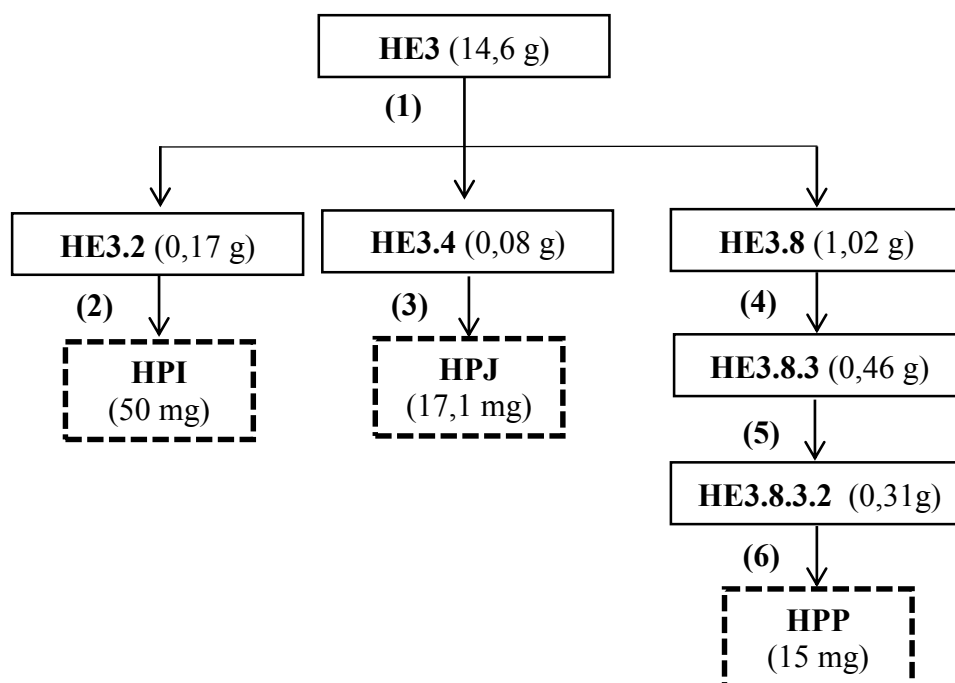 HE3 (14,6 g)
(1)
HE3.2 (0,17 g)
HE3.4 (0,08 g)
HE3.8 (1,02 g)
(2)
(3)
(4)
HPI
(50 mg)
HPJ
(17,1 mg)
HE3.8.3 (0,46 g)
(5)
HE3.8.3.2 (0,31g)
(6)
HPP
(15 mg)